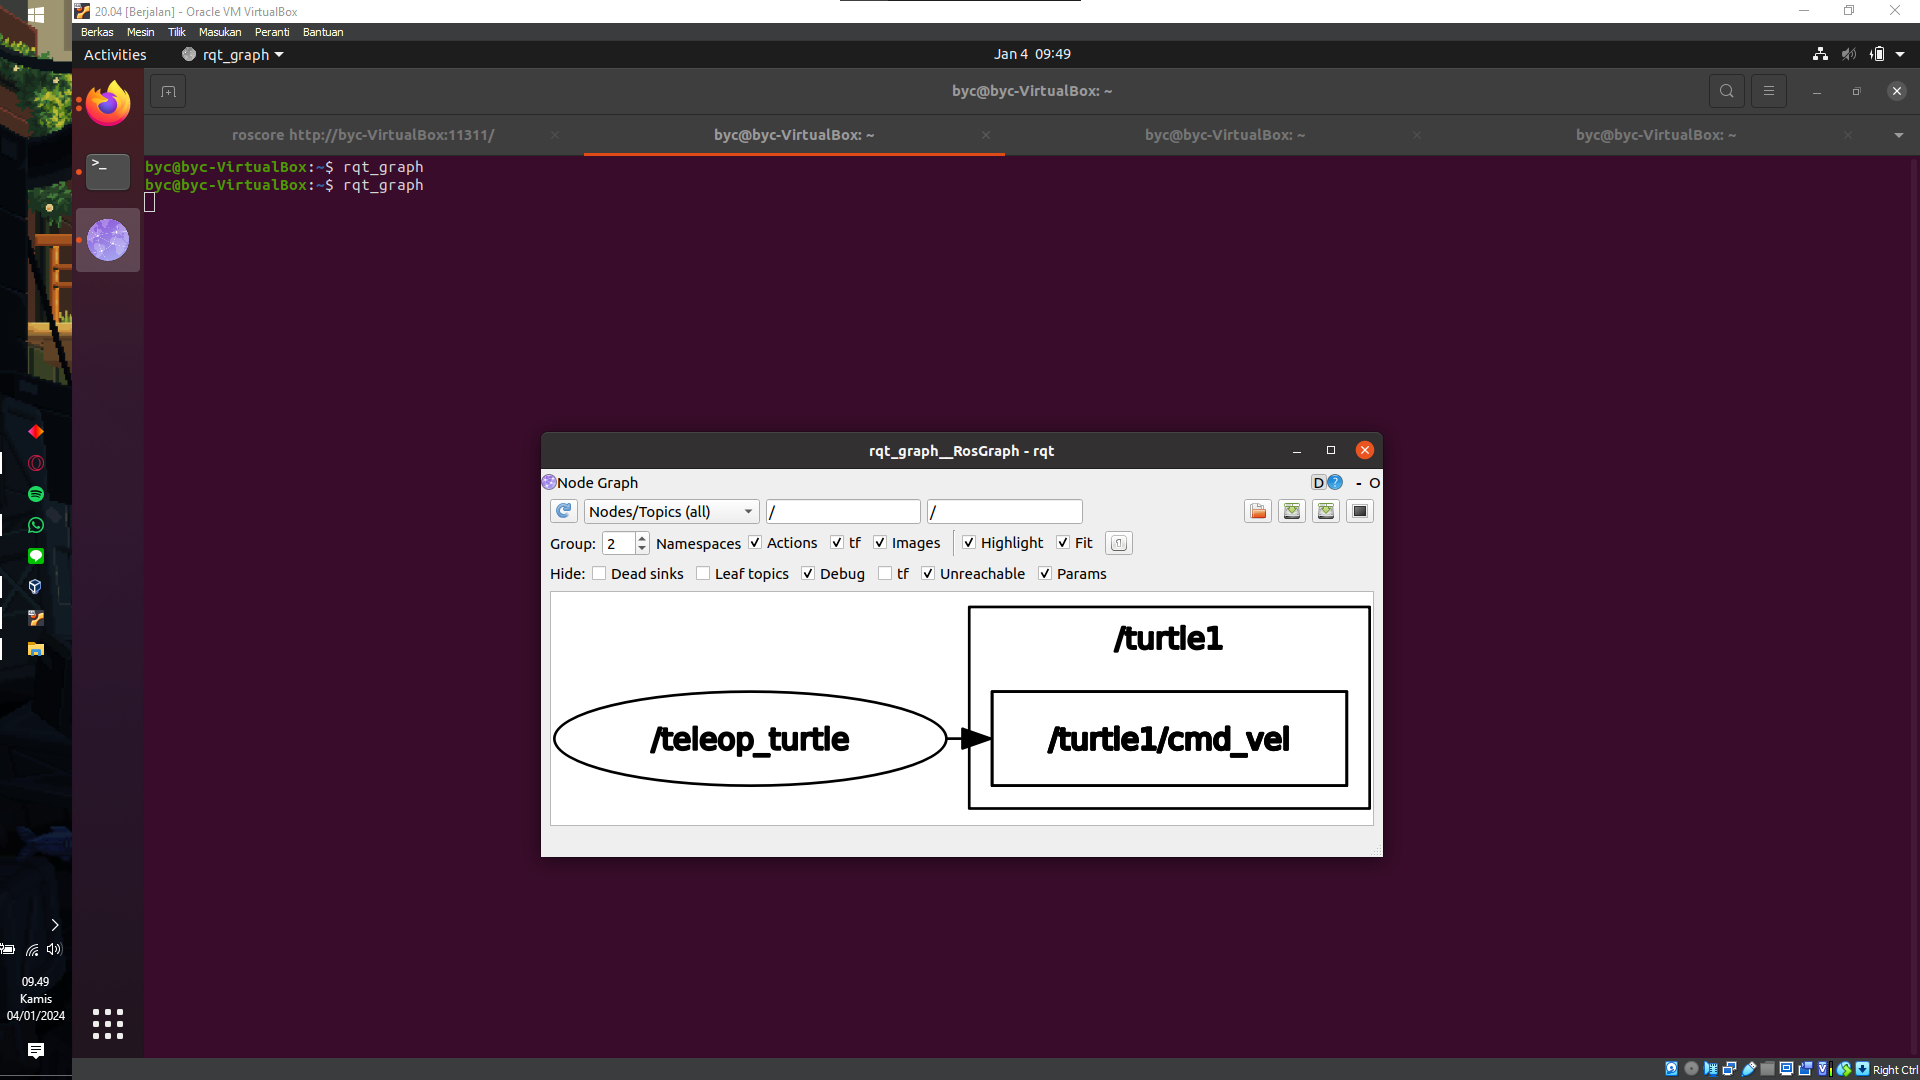 20.04 [Berjalan] - Oracle VM VirtualBox
Berkas Mesin Tilik Masukan Peranti Bantuan
Activities rqt_graph Jan 4 09:49
byc@byc-VirtualBox: ~
roscore http://byc-VirtualBox:11311/ byc@byc-VirtualBox: ~ byc@byc-VirtualBox: ~ byc@byc-VirtualBox: ~
byc@byc-VirtualBox:~$ rqt_graph
byc@byc-VirtualBox:~$ rqt_graph
rqt_graph__RosGraph - rqt
Node Graph D ? - O
Nodes/Topics (all) / /
Group: 2 Namespaces Actions tf Images Highlight Fit
Hide: Dead sinks Leaf topics Debug tf Unreachable Params
/turtle1
/teleop_turtle /turtle1/cmd_vel
09.49
Kamis
04/01/2024
Right Ctrl